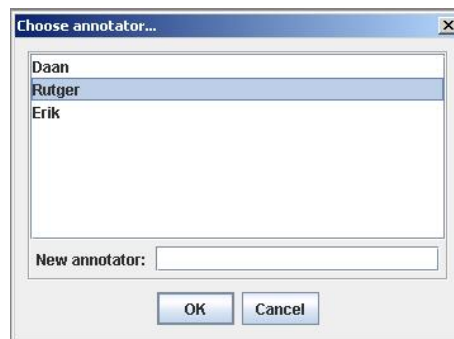 Choose annotator...
Daan
Rutger
Erik
New annotator:
OK Cancel